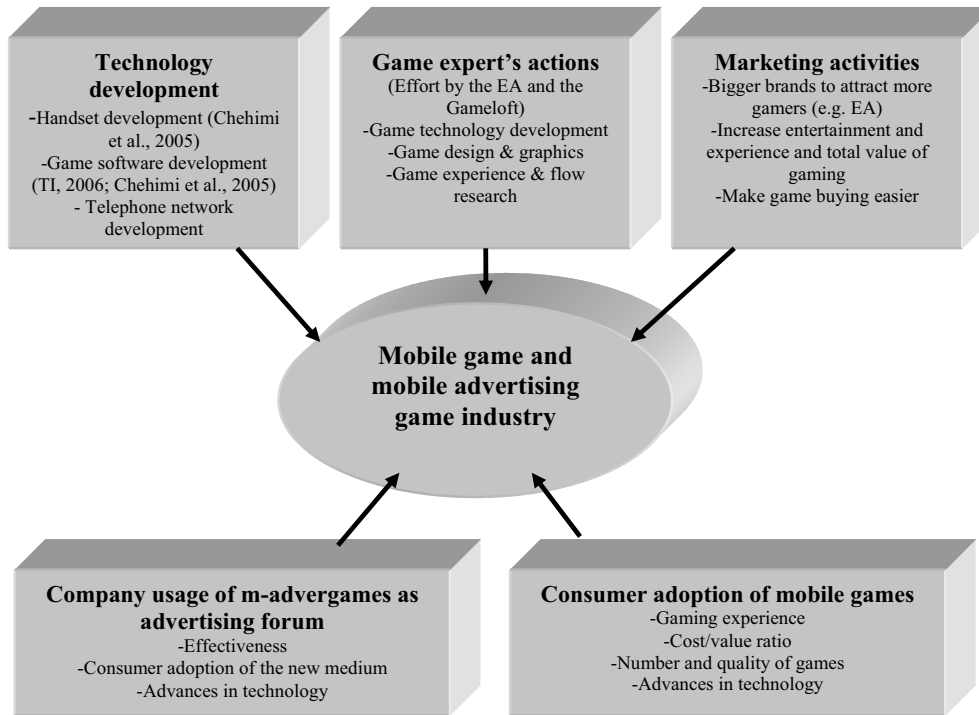 Technology
development
-Handset development (Chehimi
et al., 2005)
-Game software development
(TI, 2006; Chehimi et al., 2005)
- Telephone network
development
Game expert's actions
(Effort by the EA and the
Gameloft)
-Game technology development
-Game design & graphics
-Game experience & flow
research
Marketing activities
-Bigger brands to attract more
gamers (e.g. EA)
-Increase entertainment and
experience and total value of
gaming
-Make game buying easier
Mobile game and
mobile advertising
game industry
Company usage of m-advergames as
advertising forum
-Effectiveness
-Consumer adoption of the new medium
-Advances in technology
Consumer adoption of mobile games
-Gaming experience
-Cost/value ratio
-Number and quality of games
-Advances in technology